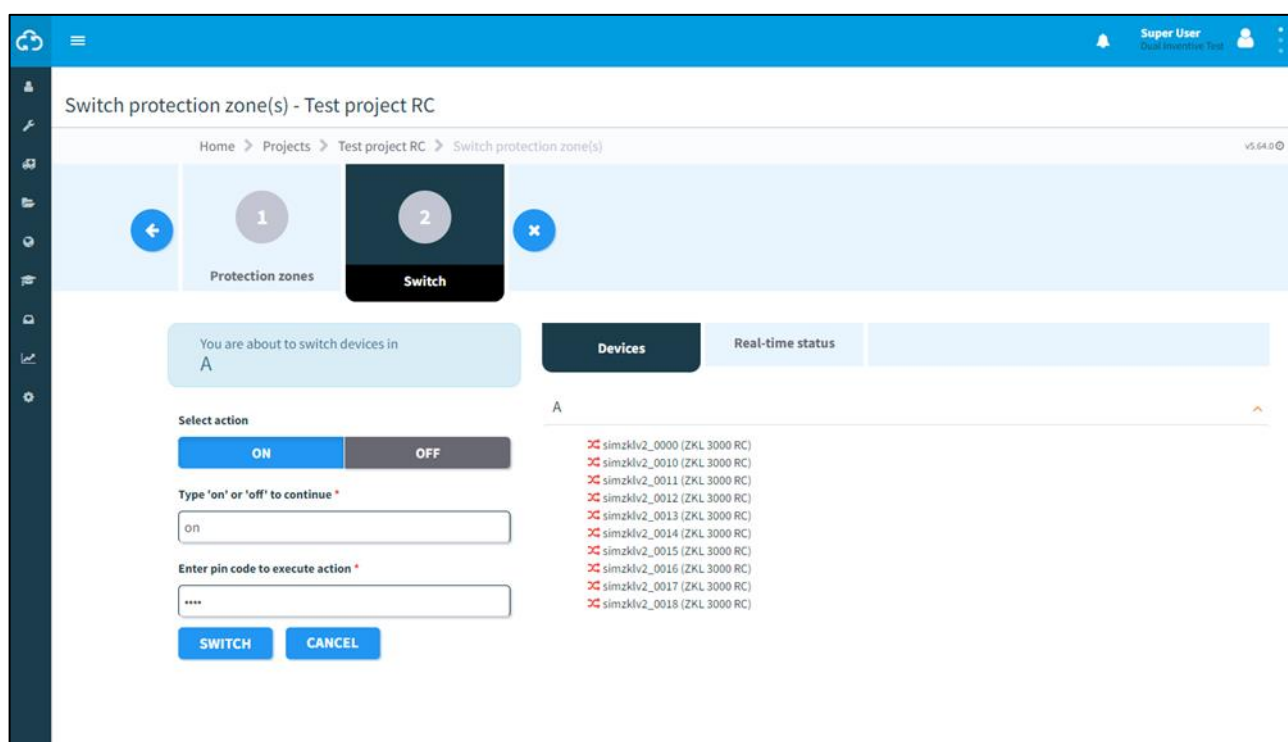 Super User
Dual Inventive Test
Switch protection zone(s) - Test project RC
Home > Projects > Test project RC > Switch protection zone(s)
v5.64.0
1
Protection zones
2
Switch
You are about to switch devices in
A
Select action
ON
OFF
Type 'on' or 'off' to continue *
on
Enter pin code to execute action *
••••
SWITCH
CANCEL
Devices
Real-time status
A
simzklv2_0000 (ZKL 3000 RC)
simzklv2_0010 (ZKL 3000 RC)
simzklv2_0011 (ZKL 3000 RC)
simzklv2_0012 (ZKL 3000 RC)
simzklv2_0013 (ZKL 3000 RC)
simzklv2_0014 (ZKL 3000 RC)
simzklv2_0015 (ZKL 3000 RC)
simzklv2_0016 (ZKL 3000 RC)
simzklv2_0017 (ZKL 3000 RC)
simzklv2_0018 (ZKL 3000 RC)